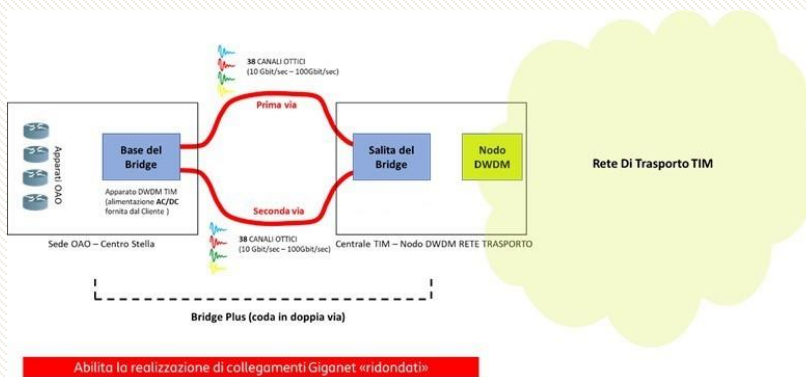 38 CANALI OTTICI
(10 Gbit/sec – 100Gbit/sec)
Prima via
Apparati OAO
Base del
Bridge
Salita del
Bridge
Nodo
DWDM
Rete Di Trasporto TIM
Apparato DWDM TIM
(alimentazione AC/DC
fornita dal Cliente )
Seconda via
38 CANALI OTTICI
(10 Gbit/sec – 100Gbit/sec)
Sede OAO – Centro Stella
Centrale TIM – Nodo DWDM RETE TRASPORTO
Bridge Plus (coda in doppia via)
Abilita la realizzazione di collegamenti Giganet «ridondati»